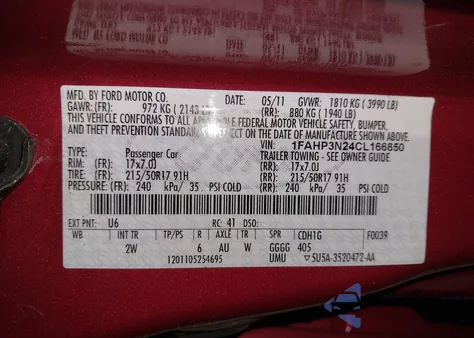 MFD. BY FORD MOTOR CO. DATE: 05/11 GVWR: 1810 KG (3990 LB)
GAWR: (FR): 972 KG (2143 LB) (RR): 880 KG (1940 LB)
THIS VEHICLE CONFORMS TO ALL APPLICABLE FEDERAL MOTOR VEHICLE SAFETY, BUMPER,
AND THEFT PREVENTION STANDARDS IN EFFECT ON THE DATE OF MANUFACTURE SHOWN ABOVE.
VIN: 1FAHP3N24CL166850
TYPE: Passenger Car TRAILER TOWING - SEE OWNER GUIDE
RIM: (FR): 17x7.0J (RR): 17x7.0J
TIRE: (FR): 215/50R17 91H (RR): 215/50R17 91H
PRESSURE: (FR): 240 kPa/ 35 PSI COLD (RR): 240 kPa/ 35 PSI COLD
EXT PNT: U6 RC: 41 DSO:
WB INT TR TP/PS R AXLE TR SPR CDH1G F0039
2W 6 AU W GGGG 405
1201105254695 UMU 5U5A-3520472-AA